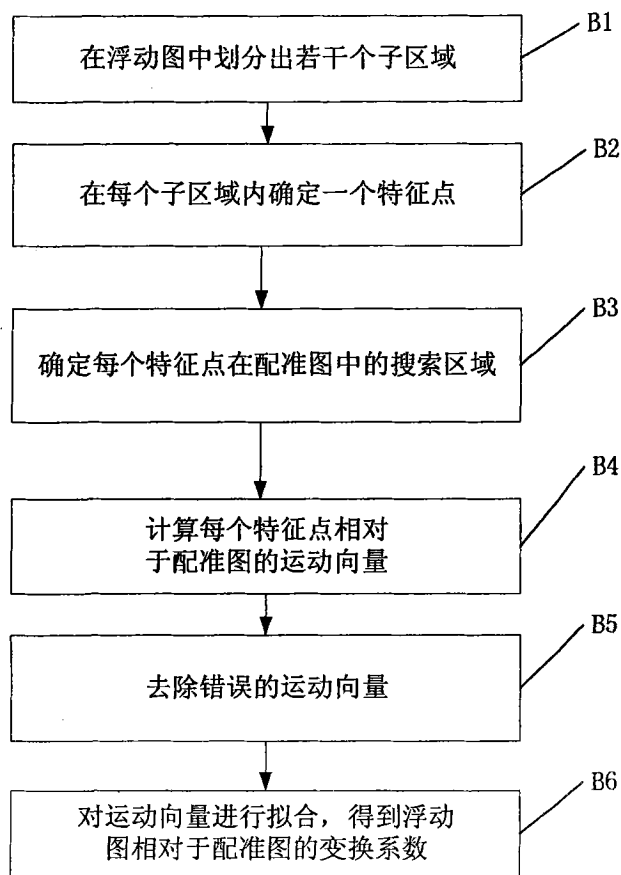 B1
在浮动图中划分出若干个子区域
B2
在每个子区域内确定一个特征点
B3
确定每个特征点在配准图中的搜索区域
B4
计算每个特征点相对
于配准图的运动向量
B5
去除错误的运动向量
B6
对运动向量进行拟合，得到浮动
图相对于配准图的变换系数